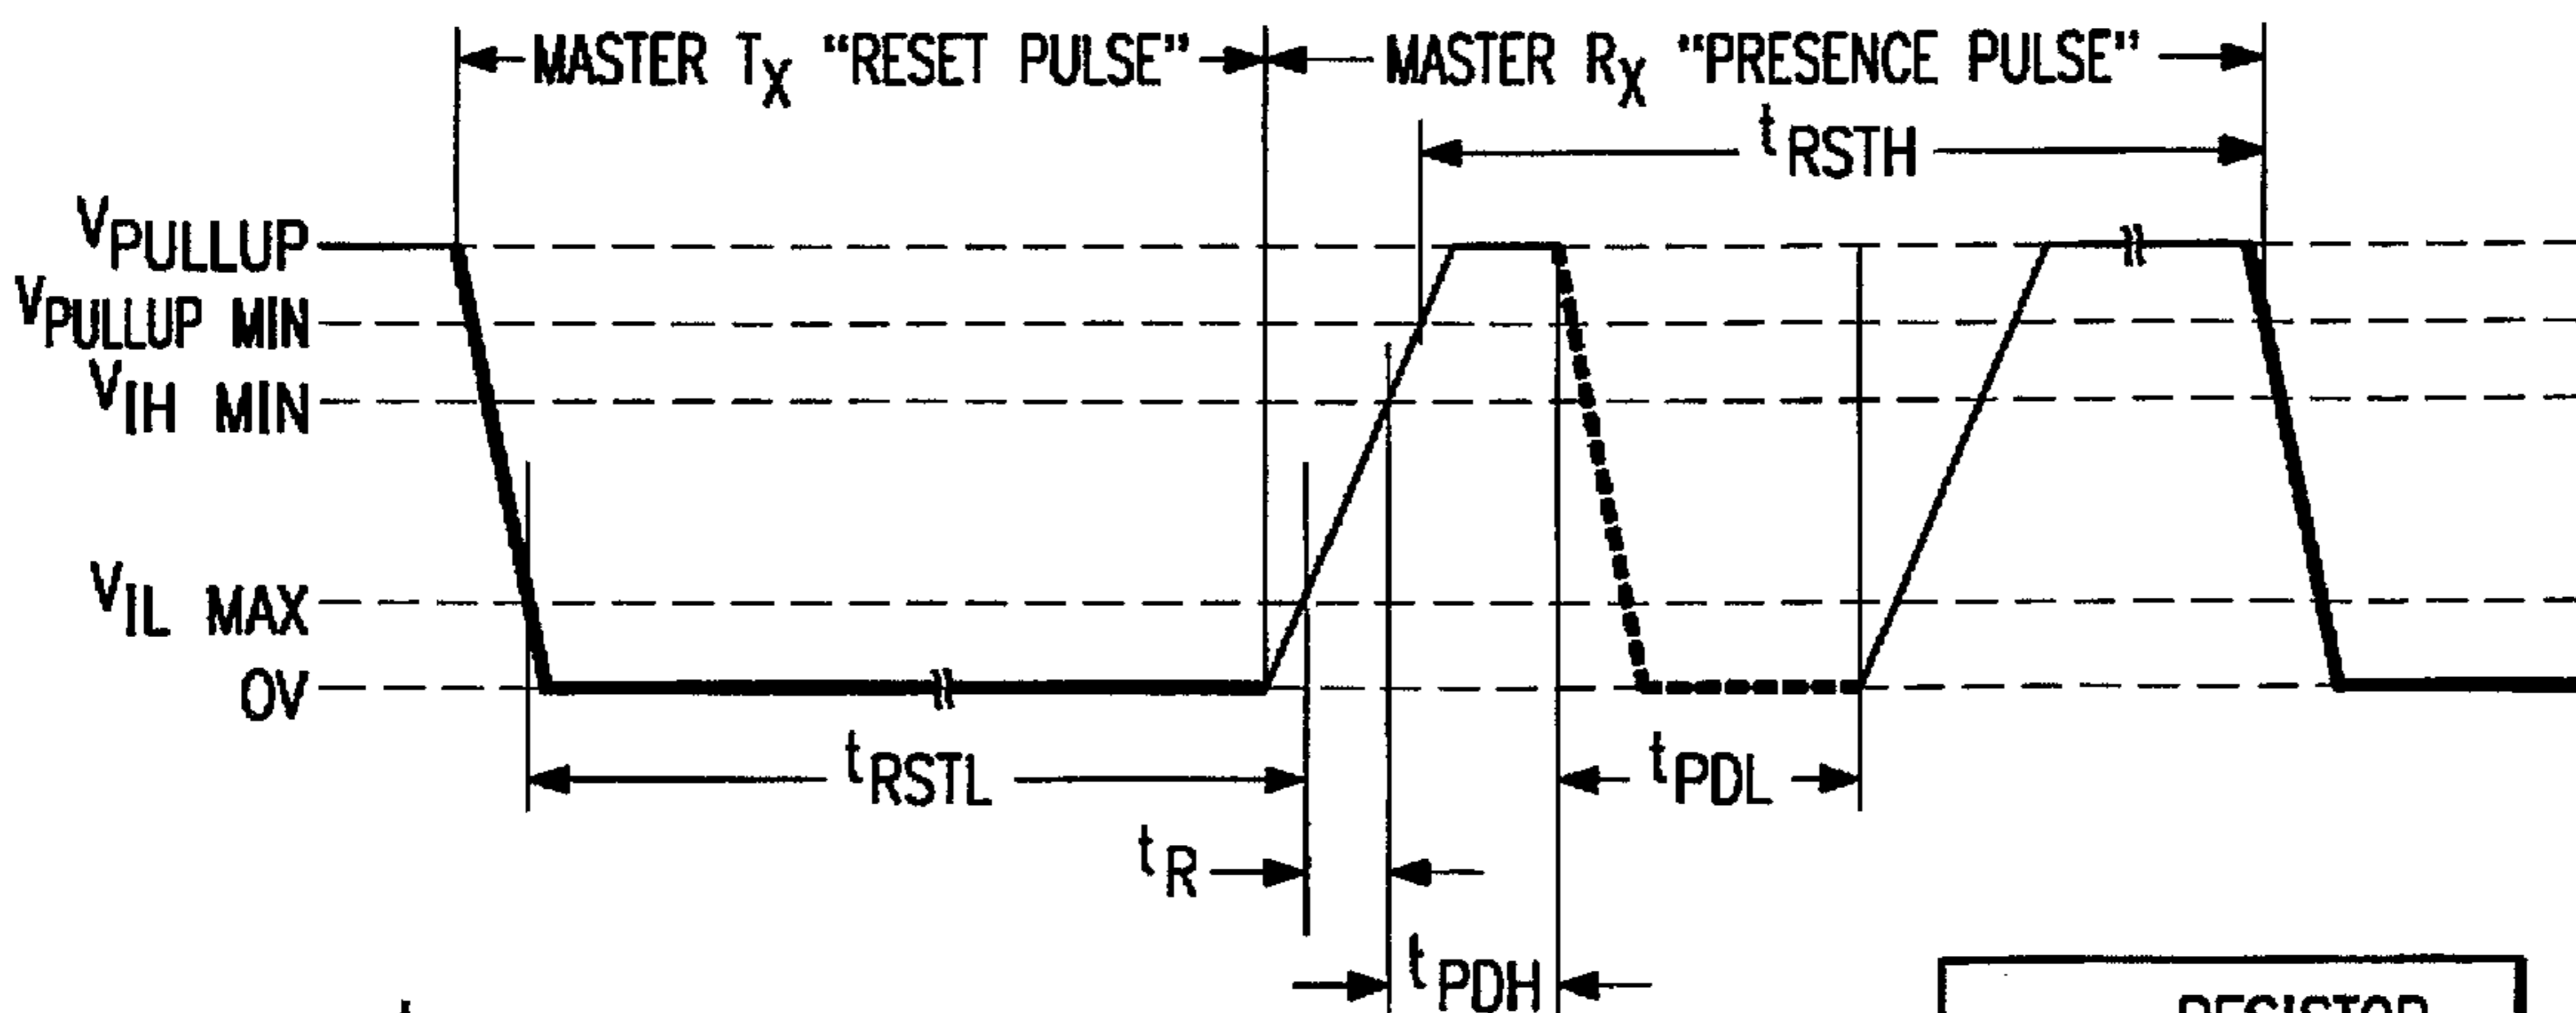 MASTER TX “RESET PULSE”
MASTER RX “PRESENCE PULSE”
tRSTH
VPULLUP
VPULLUP MIN
VIH MIN
VIL MAX
0V
tRSTL
tPDL
tR
tPDH
RESISTOR